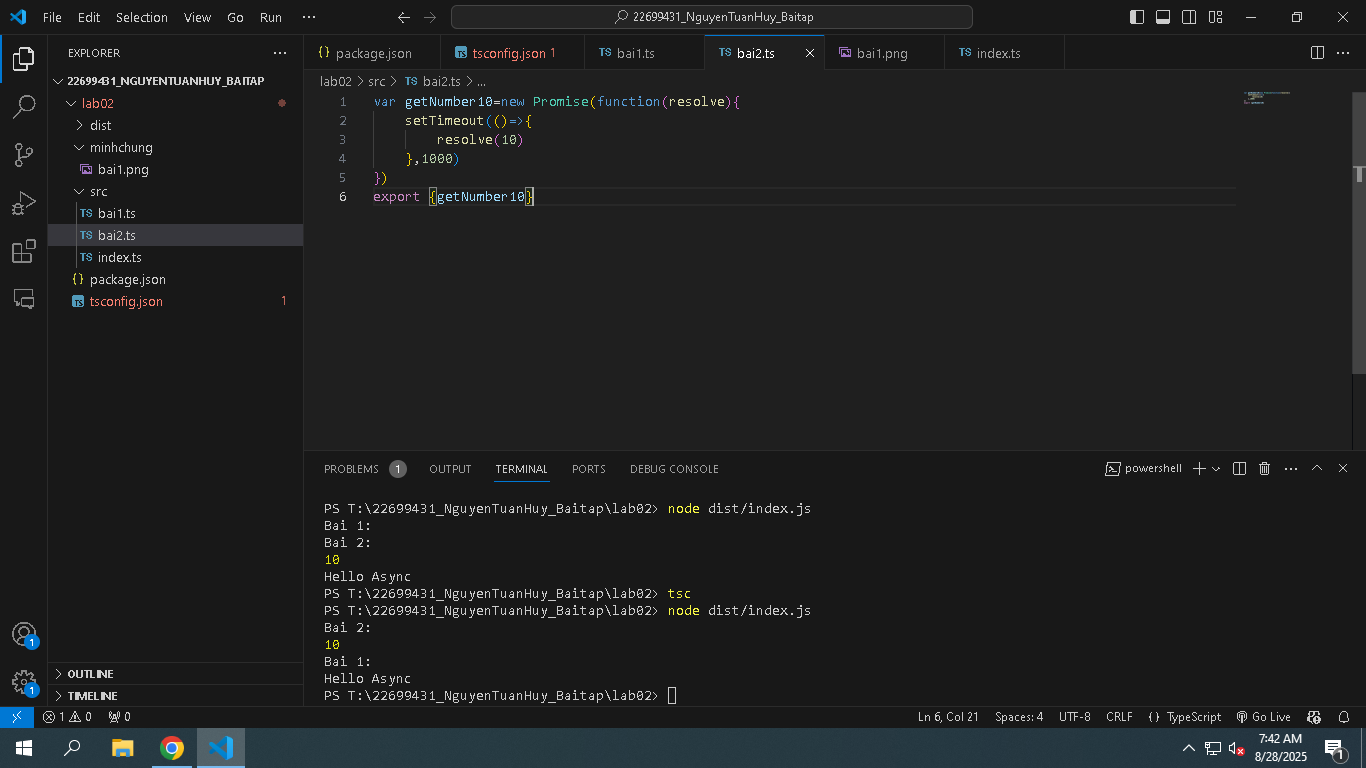 File Edit Selection View Go Run ··· 22699431_NguyenTuanHuy_Baitap
EXPLORER ···
22699431_NGUYENTUANHUY_BAITAP
lab02
dist
minhchung
bai1.png
src
TS bai1.ts
TS bai2.ts
TS index.ts
{} package.json
TS tsconfig.json 1
OUTLINE
TIMELINE
{} package.json TS tsconfig.json 1 TS bai1.ts TS bai2.ts bai1.png TS index.ts ···
lab02 > src > TS bai2.ts > ...
1 var getNumber10=new Promise(function(resolve){
2 setTimeout(()=>{
3 resolve(10)
4 },1000)
5 })
6 export {getNumber10}
PROBLEMS 1 OUTPUT TERMINAL PORTS DEBUG CONSOLE powershell ···
PS T:\22699431_NguyenTuanHuy_Baitap\lab02> node dist/index.js
Bai 1:
Bai 2:
10
Hello Async
PS T:\22699431_NguyenTuanHuy_Baitap\lab02> tsc
PS T:\22699431_NguyenTuanHuy_Baitap\lab02> node dist/index.js
Bai 2:
10
Bai 1:
Hello Async
PS T:\22699431_NguyenTuanHuy_Baitap\lab02>
1
1
1 0 0 Ln 6, Col 21 Spaces: 4 UTF-8 CRLF {} TypeScript Go Live
7:42 AM
8/28/2025
1